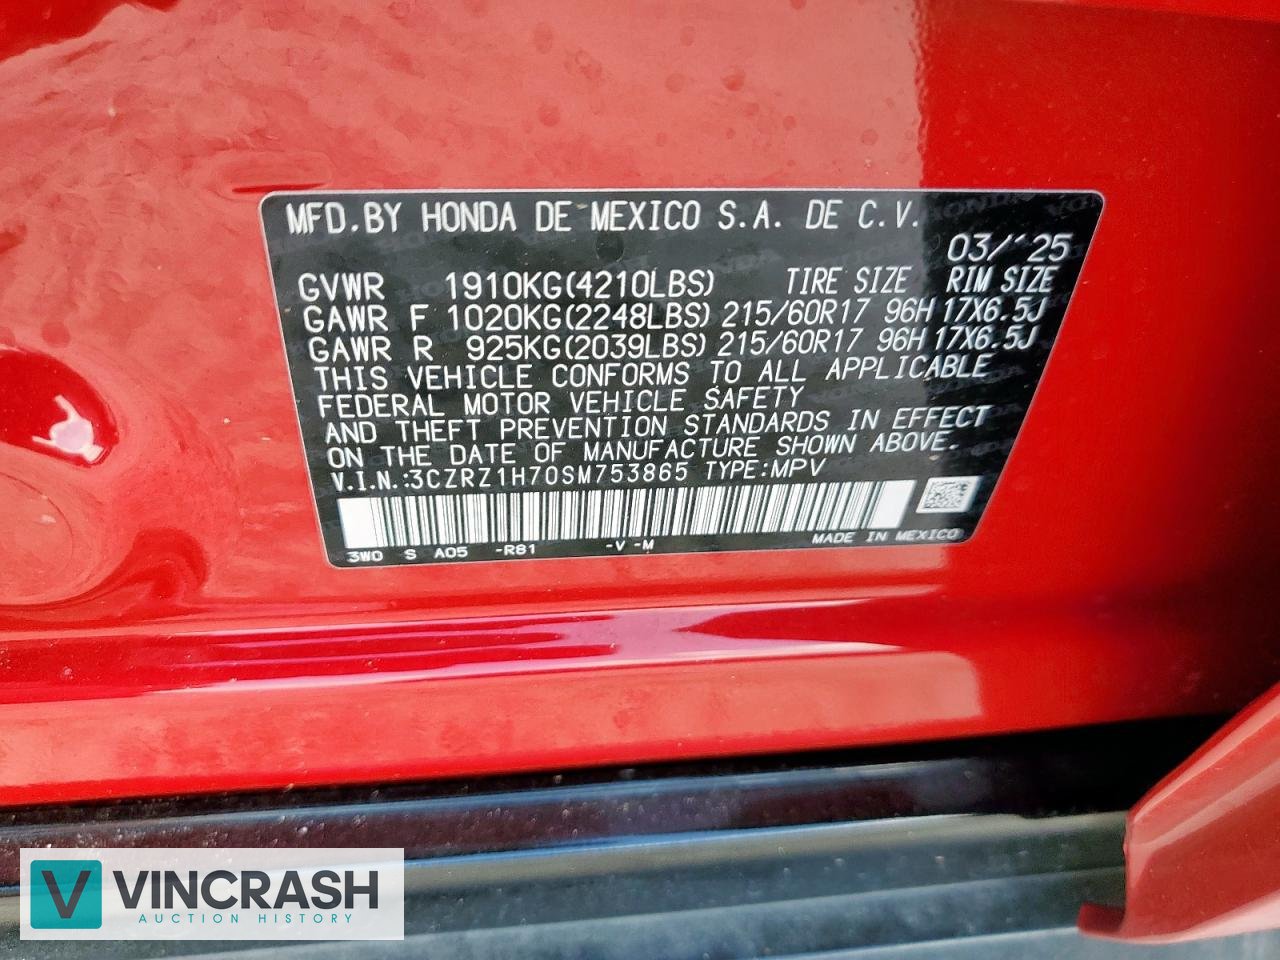 MFD.BY HONDA DE MEXICO S.A. DE C.V.
03/'25
GVWR 1910KG(4210LBS) TIRE SIZE RIM SIZE
GAWR F 1020KG(2248LBS) 215/60R17 96H 17X6.5J
GAWR R 925KG(2039LBS) 215/60R17 96H 17X6.5J
THIS VEHICLE CONFORMS TO ALL APPLICABLE
FEDERAL MOTOR VEHICLE SAFETY
AND THEFT PREVENTION STANDARDS IN EFFECT
ON THE DATE OF MANUFACTURE SHOWN ABOVE.
V.I.N.:3CZRZ1H70SM753865 TYPE:MPV
3W0 S A05 -R81 -V -M MADE IN MEXICO
V VINCRASH
AUCTION HISTORY